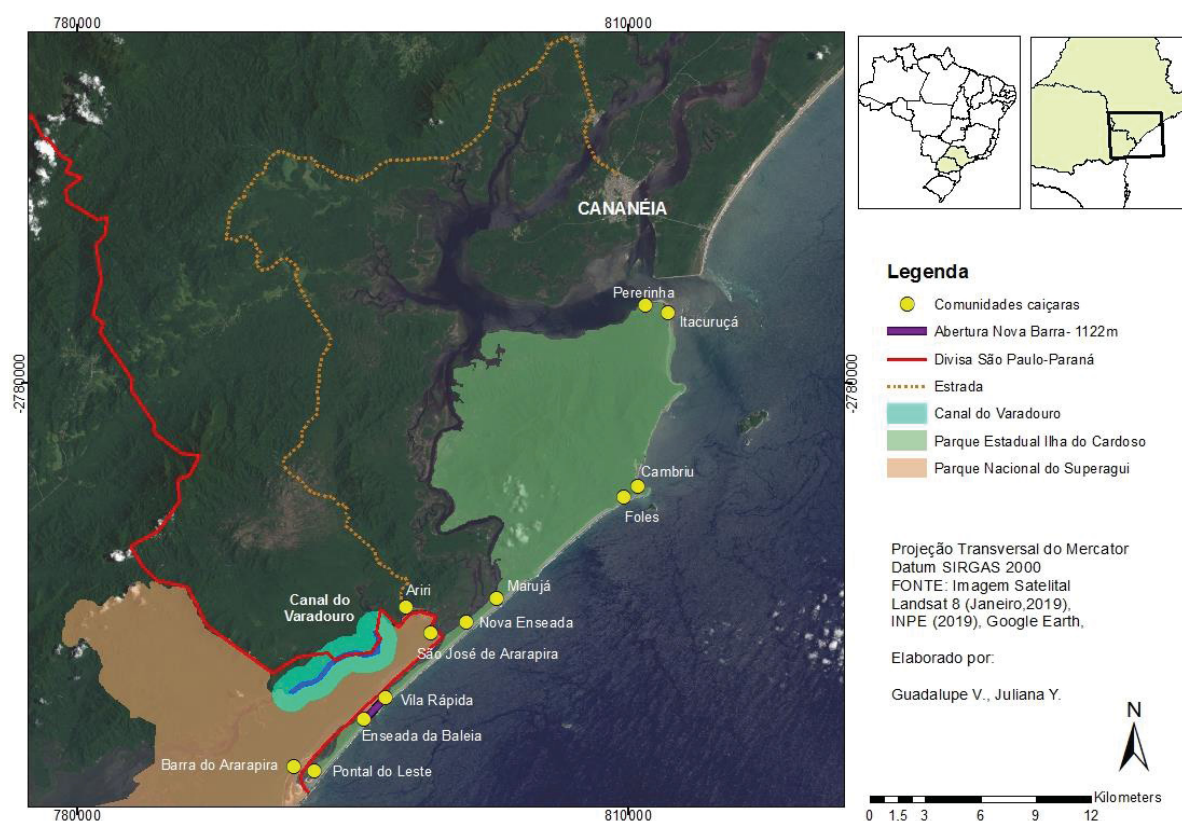 780000
810000
CANANÉIA
Pererinha
Itacuruçá
-2780000
-2780000
Cambriu
Foles
Marujá
Ariri
Canal do
Varadouro
Nova Enseada
São José de Ararapira
Vila Rápida
Enseada da Baleia
Barra do Ararapira
Pontal do Leste
780000
810000
Legenda
Comunidades caiçaras
Abertura Nova Barra- 1122m
Divisa São Paulo-Paraná
Estrada
Canal do Varadouro
Parque Estadual Ilha do Cardoso
Parque Nacional do Superagui
Projeção Transversal do Mercator
Datum SIRGAS 2000
FONTE: Imagem Satelital
Landsat 8 (Janeiro,2019),
INPE (2019), Google Earth,
Elaborado por:
Guadalupe V., Juliana Y.
N
Kilometers
0 1.5 3 6 9 12